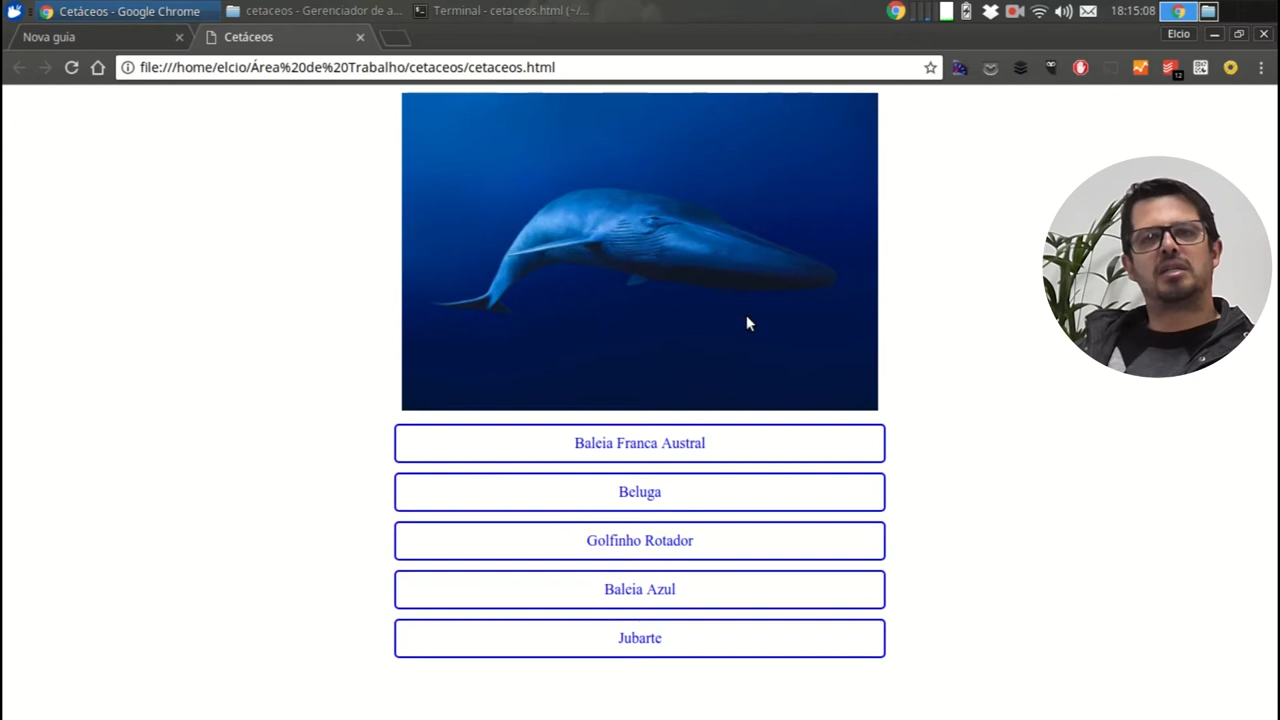 Cetáceos - Google Chrome
cetaceos - Gerenciador de a...
Terminal - cetaceos.html (~/...
18:15:08
Nova guia
Cetáceos
Elcio
file:///home/elcio/Área%20de%20Trabalho/cetaceos/cetaceos.html
12
Baleia Franca Austral
Beluga
Golfinho Rotador
Baleia Azul
Jubarte